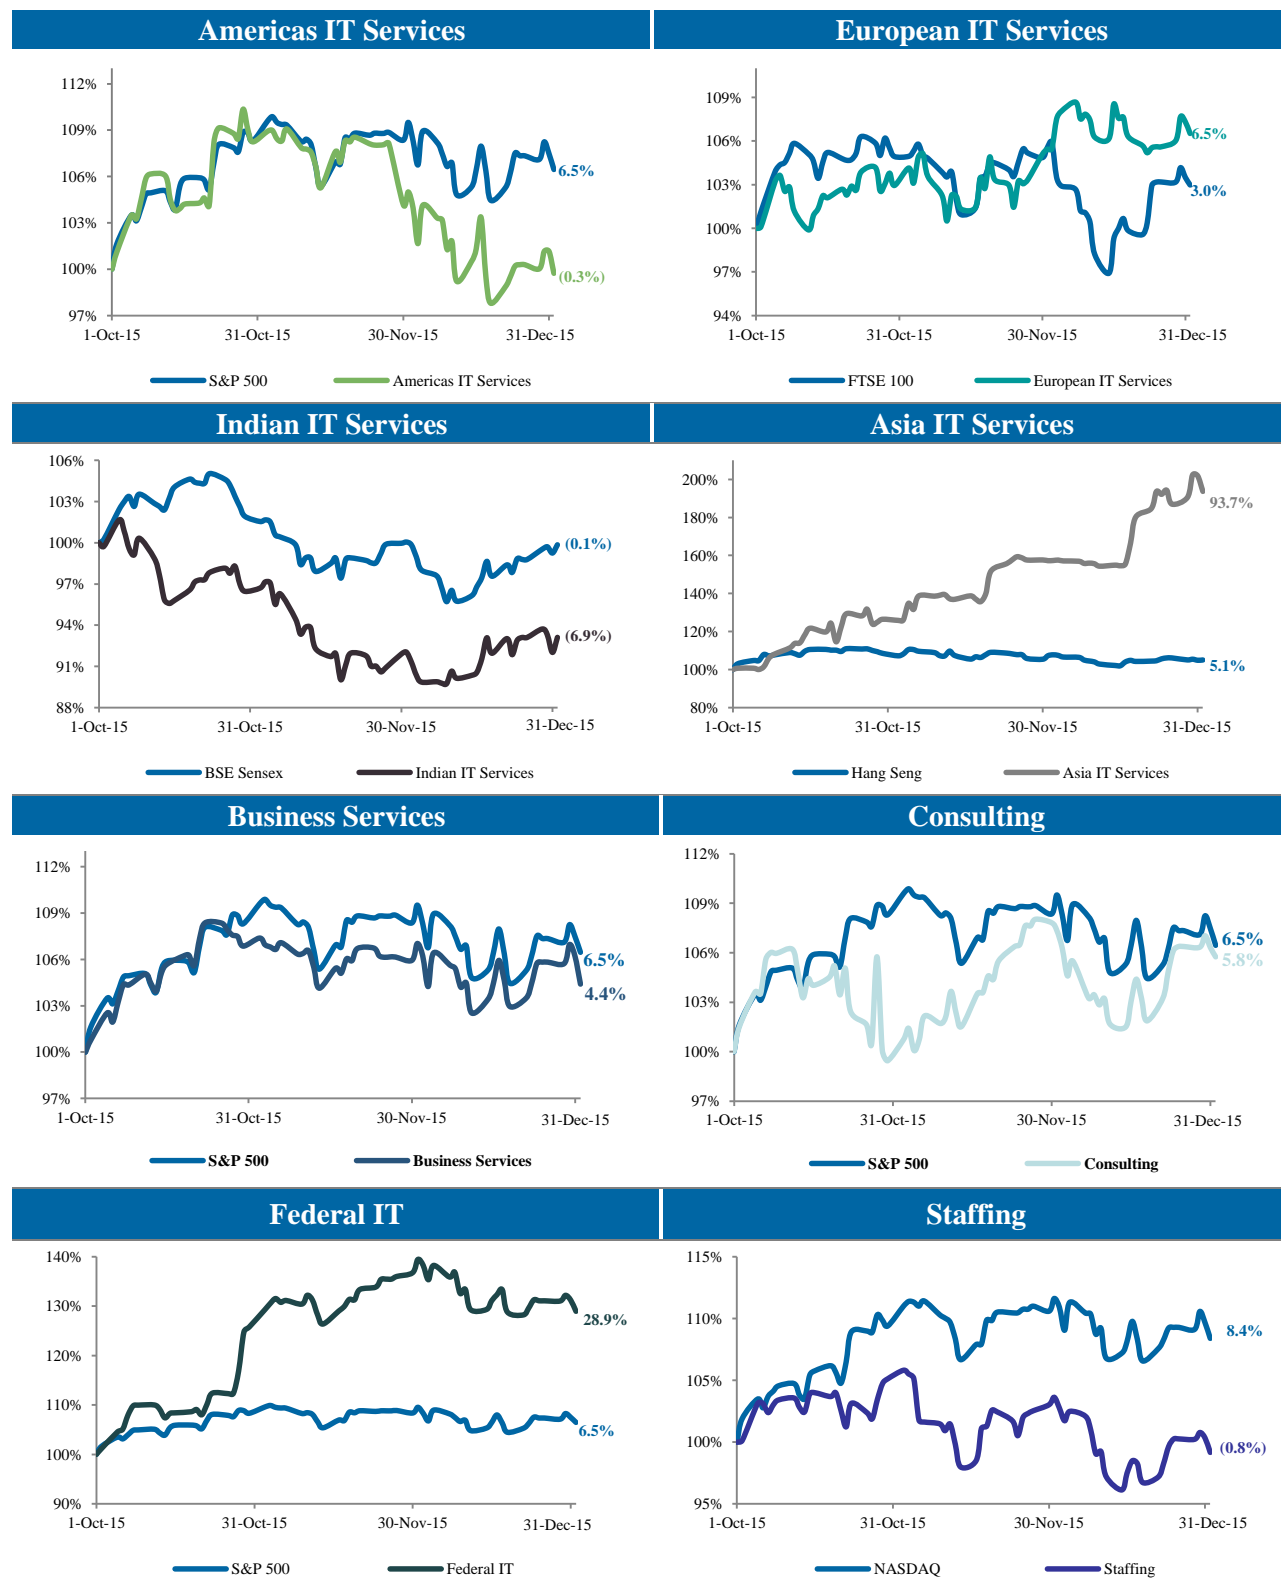 Americas IT Services
European IT Services
112%
109%
106%
103%
100%
97%
6.5%
(0.3%)
1-Oct-15 31-Oct-15 30-Nov-15 31-Dec-15
S&P 500 Americas IT Services
109%
106%
103%
100%
97%
94%
6.5%
3.0%
1-Oct-15 31-Oct-15 30-Nov-15 31-Dec-15
FTSE 100 European IT Services
Indian IT Services
Asia IT Services
106%
103%
100%
97%
94%
91%
88%
(0.1%)
(6.9%)
1-Oct-15 31-Oct-15 30-Nov-15 31-Dec-15
BSE Sensex Indian IT Services
200%
180%
160%
140%
120%
100%
80%
93.7%
5.1%
1-Oct-15 31-Oct-15 30-Nov-15 31-Dec-15
Hang Seng Asia IT Services
Business Services
Consulting
112%
109%
106%
103%
100%
97%
6.5%
4.4%
1-Oct-15 31-Oct-15 30-Nov-15 31-Dec-15
S&P 500 Business Services
112%
109%
106%
103%
100%
97%
6.5%
5.8%
1-Oct-15 31-Oct-15 30-Nov-15 31-Dec-15
S&P 500 Consulting
Federal IT
Staffing
140%
130%
120%
110%
100%
90%
28.9%
6.5%
1-Oct-15 31-Oct-15 30-Nov-15 31-Dec-15
S&P 500 Federal IT
115%
110%
105%
100%
95%
8.4%
(0.8%)
1-Oct-15 31-Oct-15 30-Nov-15 31-Dec-15
NASDAQ Staffing